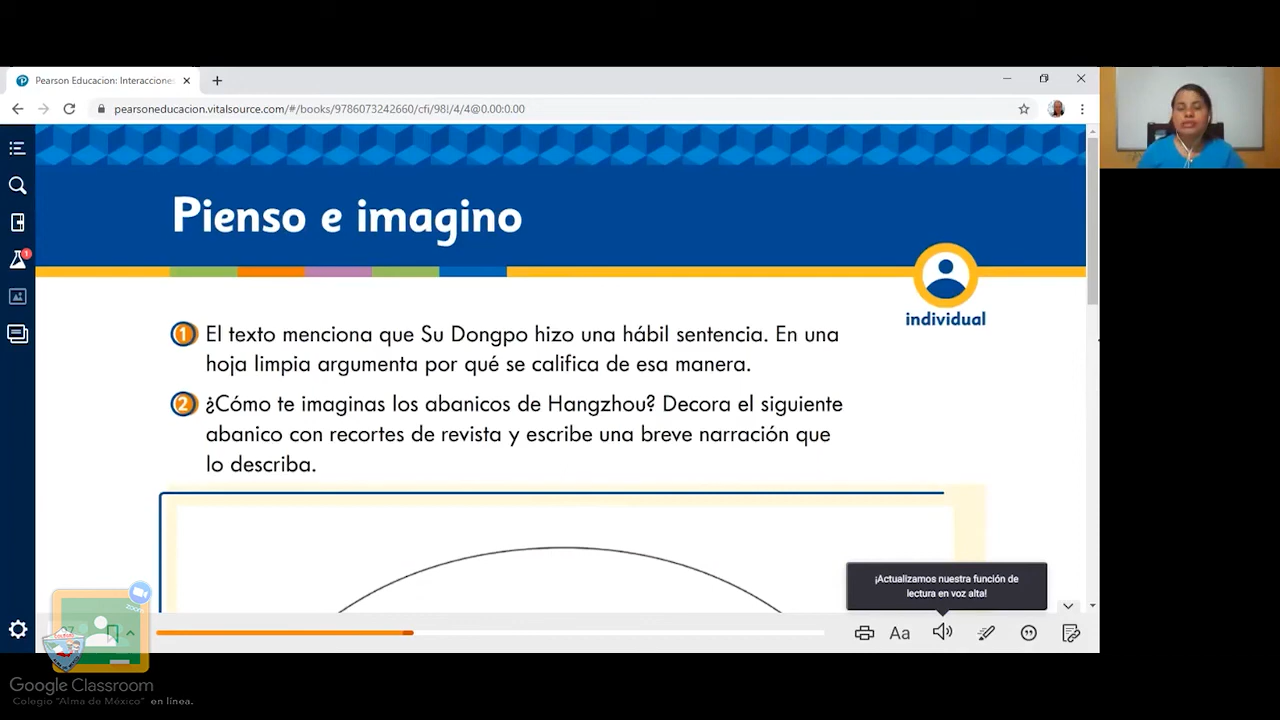 Pearson Educacion: Interaccione
pearsoneducacion.vitalsource.com/#/books/9786073242660/cfi/98!/4/4@0.00:0.00
Pienso e imagino
individual
1 El texto menciona que Su Dongpo hizo una hábil sentencia. En una
hoja limpia argumenta por qué se califica de esa manera.
2 ¿Cómo te imaginas los abanicos de Hangzhou? Decora el siguiente
abanico con recortes de revista y escribe una breve narración que
lo describa.
¡Actualizamos nuestra función de
lectura en voz alta!
Aa
zoom
Google Classroom
Colegio "Alma de México" en línea.